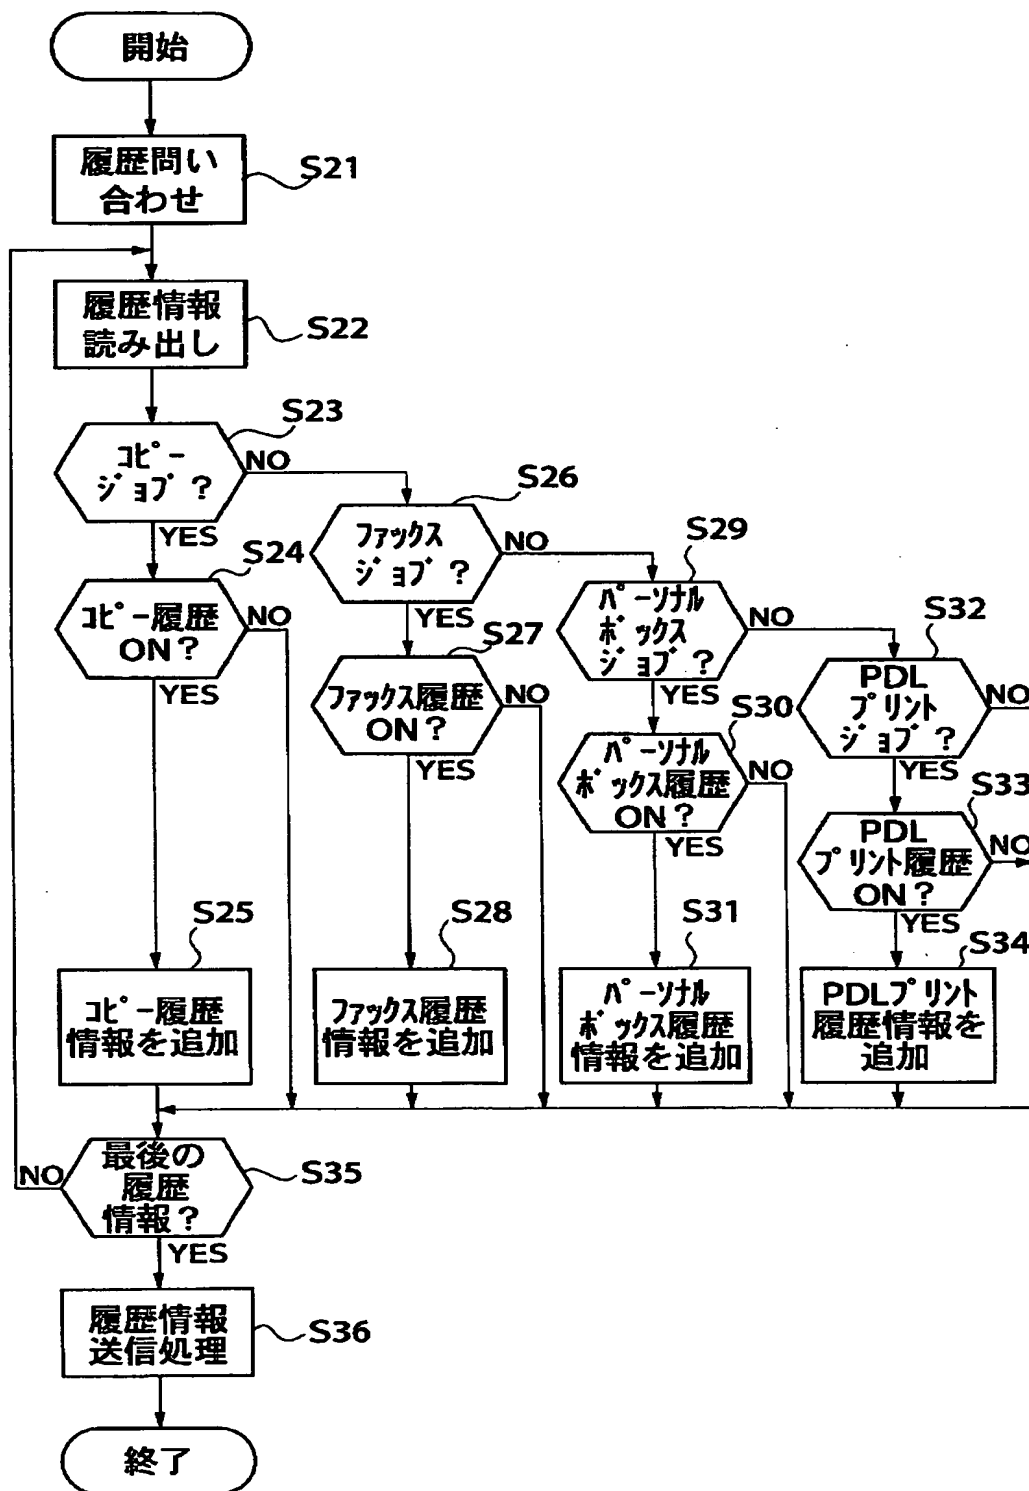 開始
履歴問い
合わせ
S21
履歴情報
読み出し
S22
S23
コピー
ジョブ?
NO
YES
S24
コピー履歴
ON?
NO
YES
S25
コピー履歴
情報を追加
S26
ファックス
ジョブ?
NO
YES
S27
ファックス履歴
ON?
NO
YES
S28
ファックス履歴
情報を追加
S29
パーソナル
ボックス
ジョブ?
NO
YES
S30
パーソナル
ボックス履歴
ON?
NO
YES
S31
パーソナル
ボックス履歴
情報を追加
S32
PDL
プリント
ジョブ?
NO
YES
S33
PDL
プリント履歴
ON?
NO
YES
S34
PDLプリント
履歴情報を
追加
最後の
履歴
情報?
S35
NO
YES
履歴情報
送信処理
S36
終了